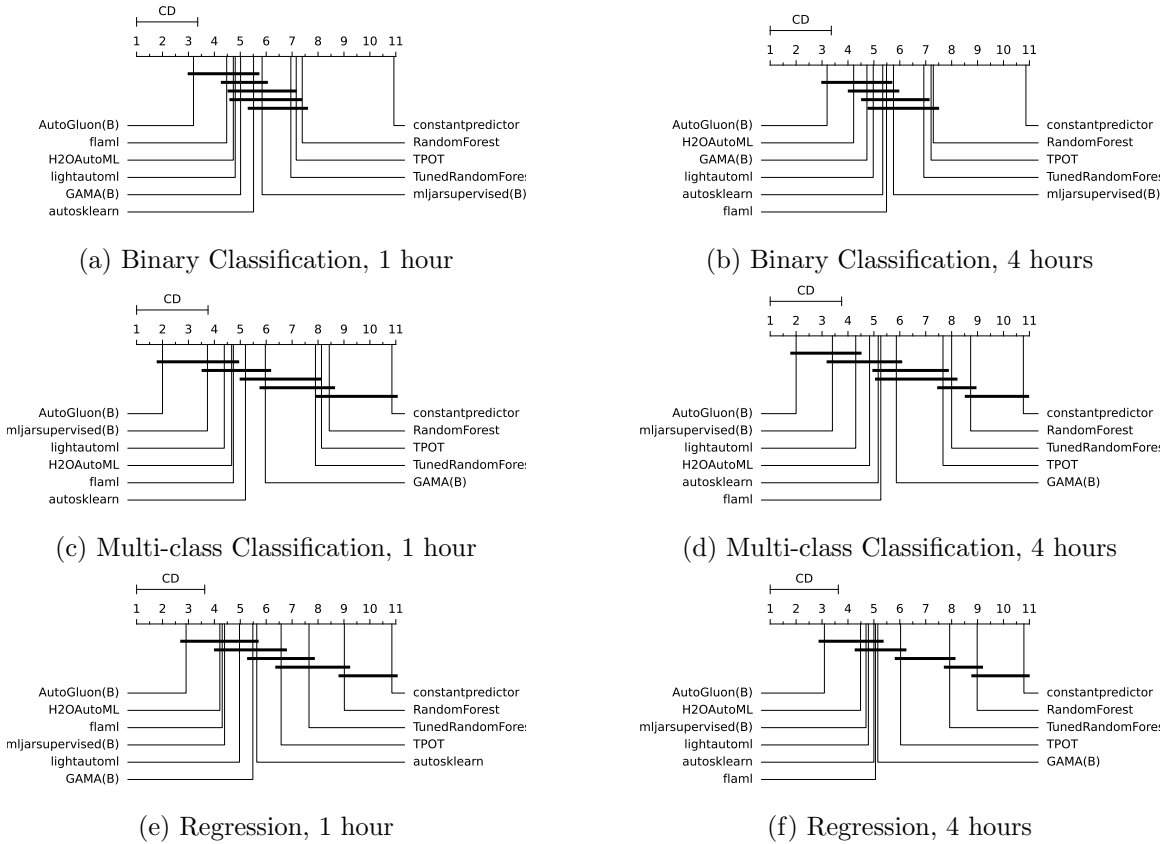 CD
1 2 3 4 5 6 7 8 9 10 11
AutoGluon(B)
flaml
H2OAutoML
lightautoml
GAMA(B)
autosklearn
constantpredictor
RandomForest
TPOT
TunedRandomFores
mljarsupervised(B)
(a) Binary Classification, 1 hour
CD
1 2 3 4 5 6 7 8 9 10 11
AutoGluon(B)
H2OAutoML
GAMA(B)
lightautoml
autosklearn
flaml
constantpredictor
RandomForest
TPOT
TunedRandomFores
mljarsupervised(B)
(b) Binary Classification, 4 hours
CD
1 2 3 4 5 6 7 8 9 10 11
AutoGluon(B)
mljarsupervised(B)
lightautoml
H2OAutoML
flaml
autosklearn
constantpredictor
RandomForest
TPOT
TunedRandomFores
GAMA(B)
(c) Multi-class Classification, 1 hour
CD
1 2 3 4 5 6 7 8 9 10 11
AutoGluon(B)
mljarsupervised(B)
lightautoml
H2OAutoML
autosklearn
flaml
constantpredictor
RandomForest
TunedRandomFores
TPOT
GAMA(B)
(d) Multi-class Classification, 4 hours
CD
1 2 3 4 5 6 7 8 9 10 11
AutoGluon(B)
H2OAutoML
flaml
mljarsupervised(B)
lightautoml
GAMA(B)
constantpredictor
RandomForest
TunedRandomFores
TPOT
autosklearn
(e) Regression, 1 hour
CD
1 2 3 4 5 6 7 8 9 10 11
AutoGluon(B)
H2OAutoML
mljarsupervised(B)
lightautoml
autosklearn
flaml
constantpredictor
RandomForest
TunedRandomFores
TPOT
GAMA(B)
(f) Regression, 4 hours